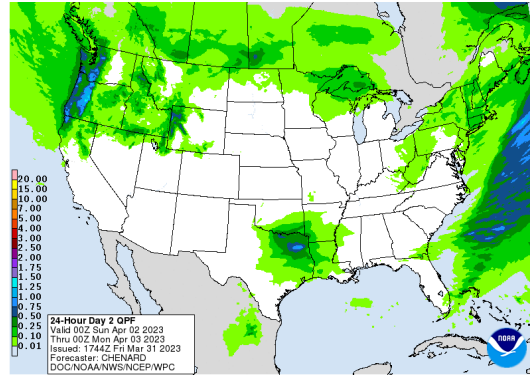 20.00
15.00
10.00
7.00
5.00
4.00
3.00
2.50
2.00
1.75
1.50
1.25
1.00
0.75
0.50
0.25
0.10
0.01
24-Hour Day 2 QPF
Valid 00Z Sun Apr 02 2023
Thru 00Z Mon Apr 03 2023
Issued: 1744Z Fri Mar 31 2023
Forecaster: CHENARD
DOC/NOAA/NWS/NCEP/WPC
NOAA